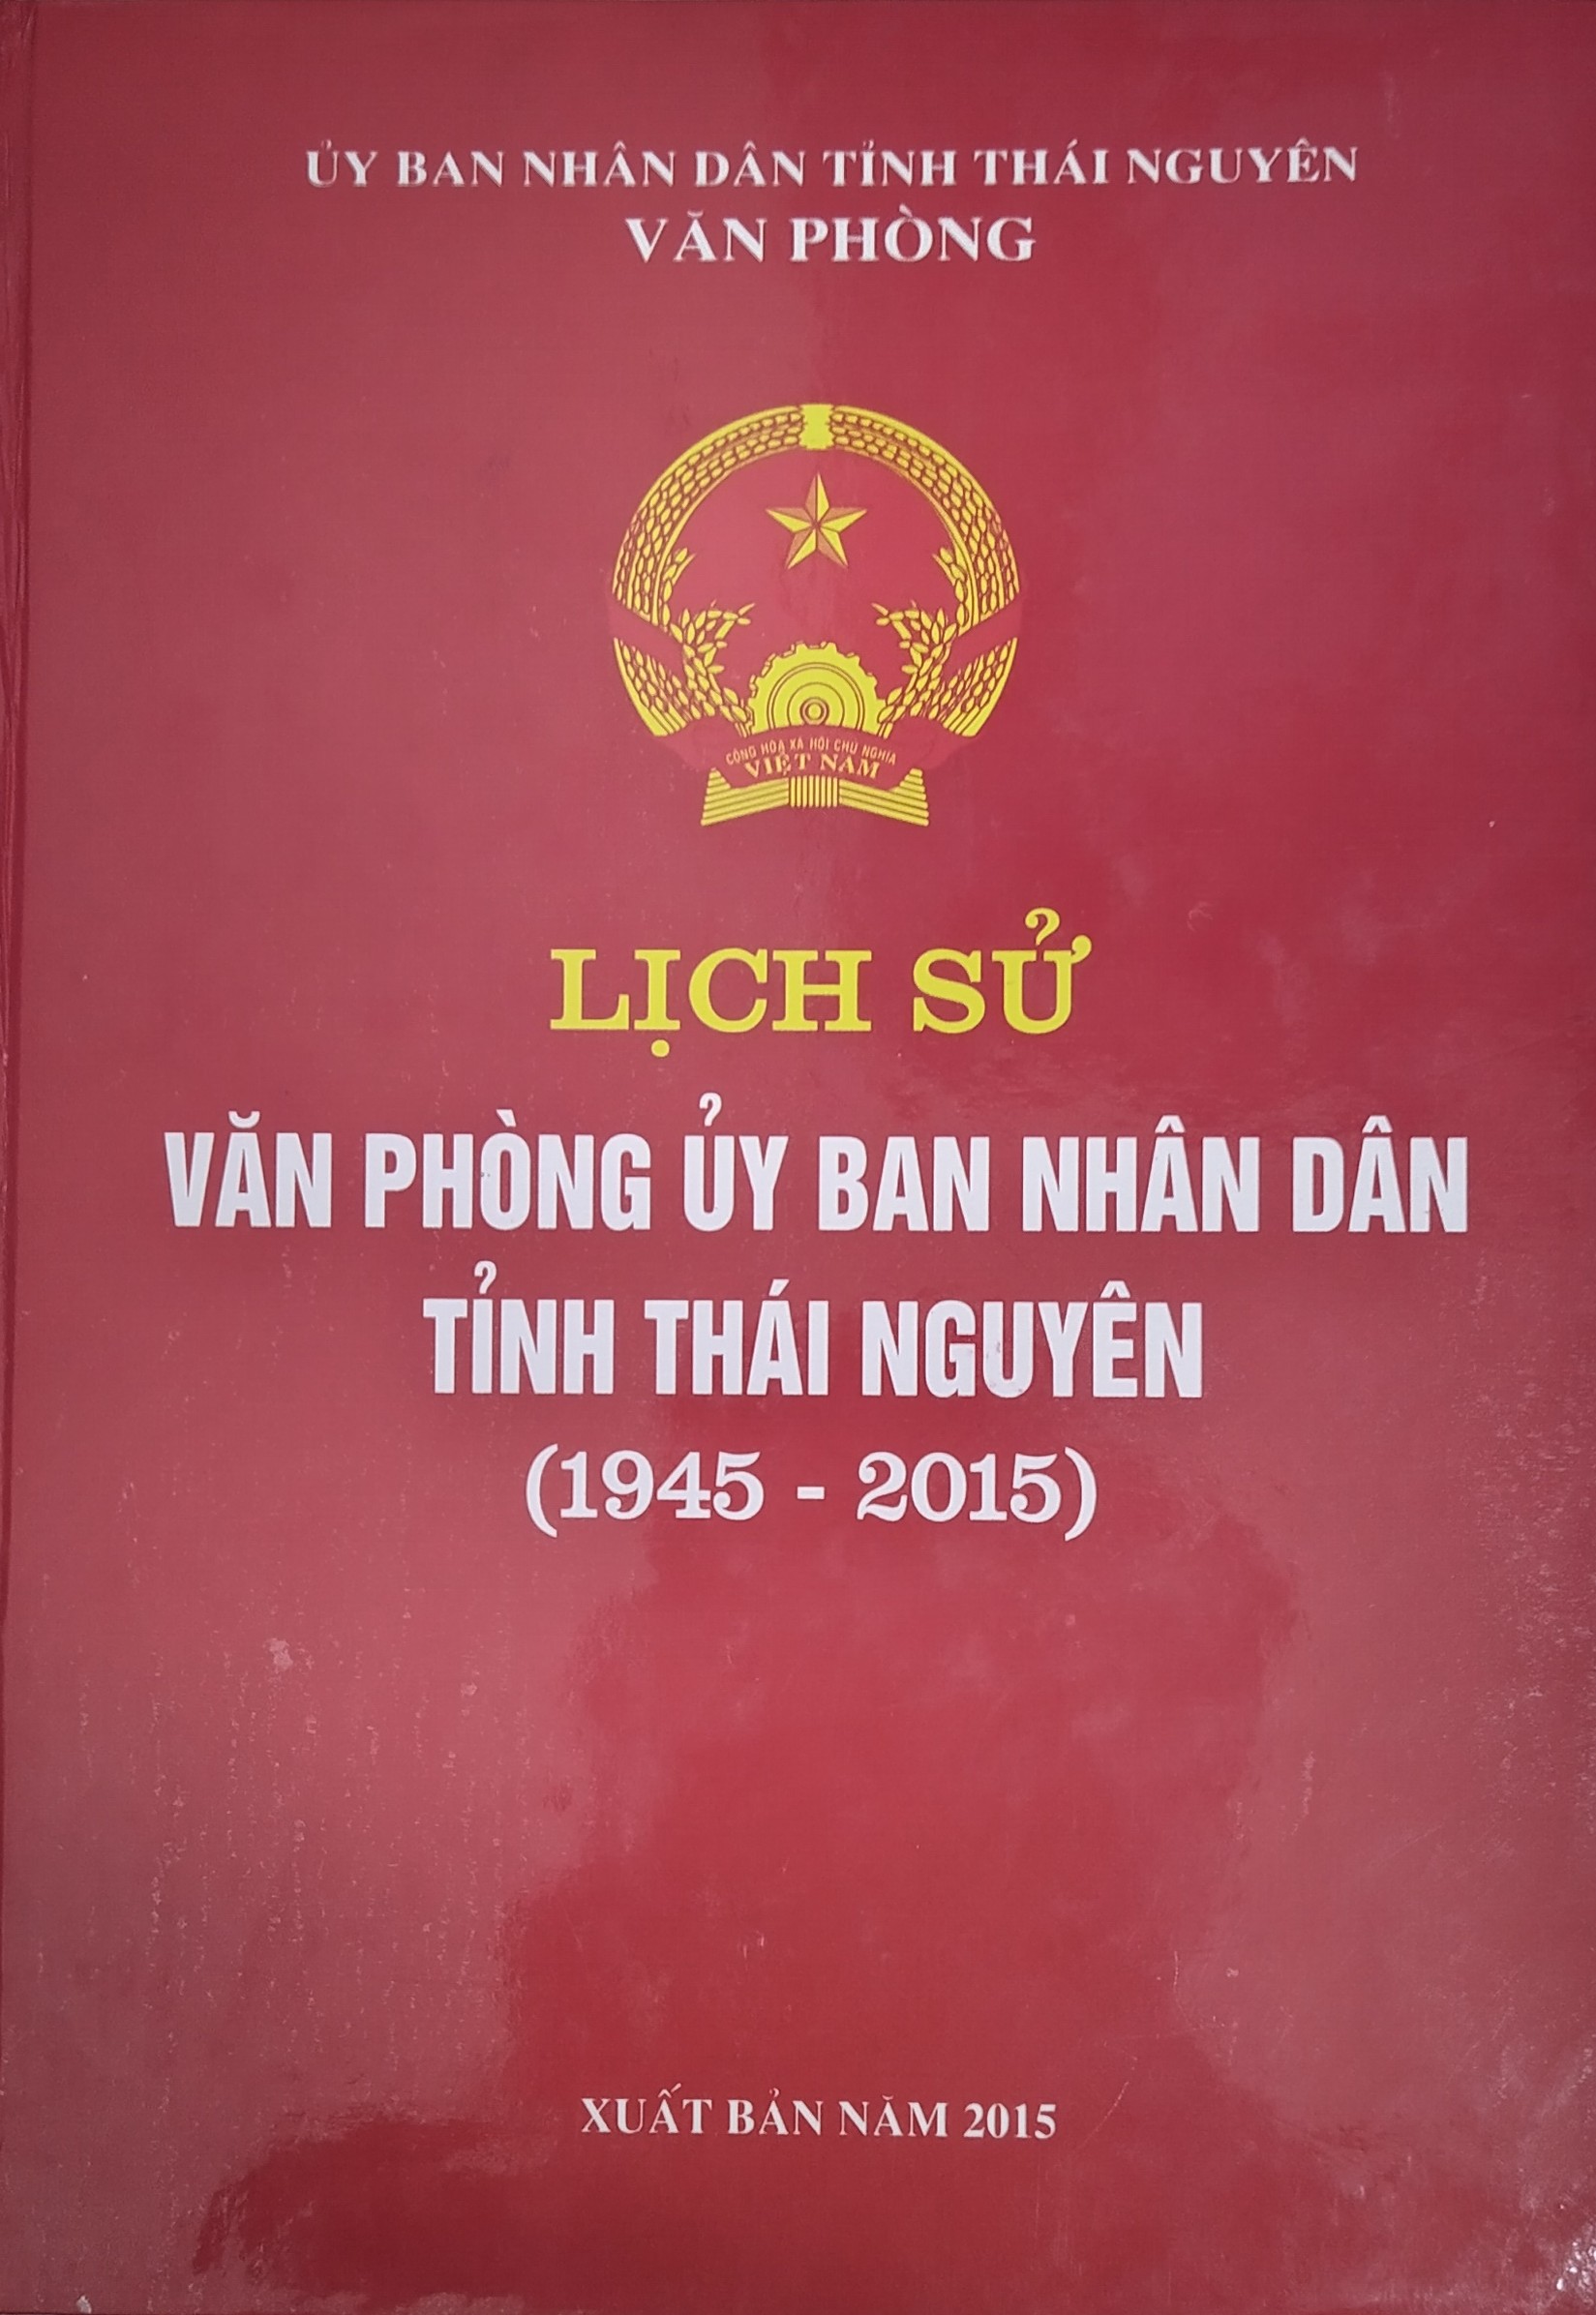 ỦY BAN NHÂN DÂN TỈNH THÁI NGUYÊN
VĂN PHÒNG
CỘNG HÒA XÃ HỘI CHỦ NGHĨA
VIỆT NAM
LỊCH SỬ
VĂN PHÒNG ỦY BAN NHÂN DÂN
TỈNH THÁI NGUYÊN
(1945 - 2015)
XUẤT BẢN NĂM 2015